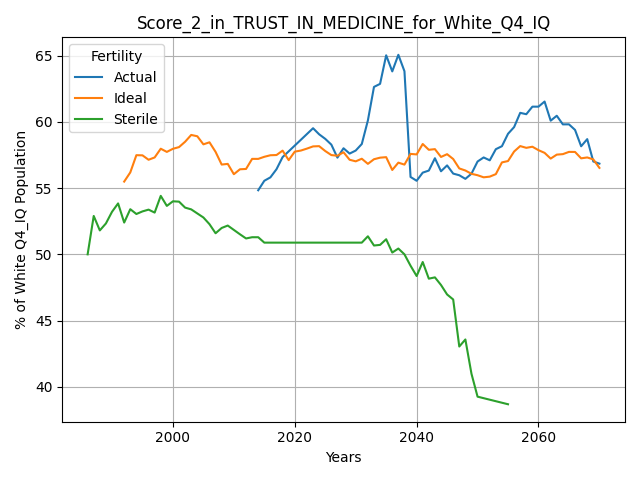 Score_2_in_TRUST_IN_MEDICINE_for_White_Q4_IQ
Fertility
Actual
Ideal
Sterile
% of White Q4_IQ Population
65
60
55
50
45
40
2000
2020
2040
2060
Years